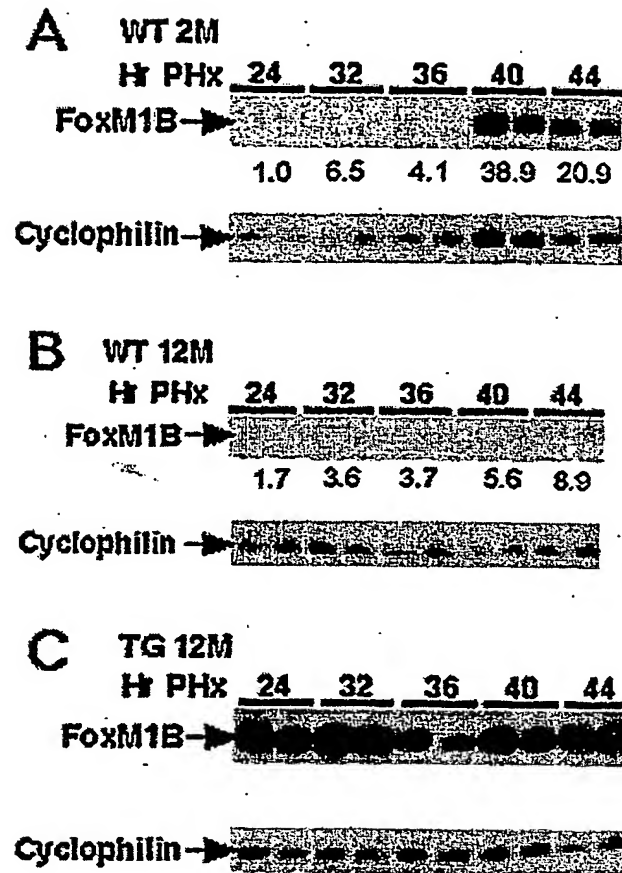 A WT 2M
Hr PHx 24 32 36 40 44
FoxM1B
1.0 6.5 4.1 38.9 20.9
Cyclophilin
B WT 12M
Hr PHx 24 32 36 40 44
FoxM1B
1.7 3.6 3.7 5.6 8.9
Cyclophilin
C TG 12M
Hr PHx 24 32 36 40 44
FoxM1B
Cyclophilin